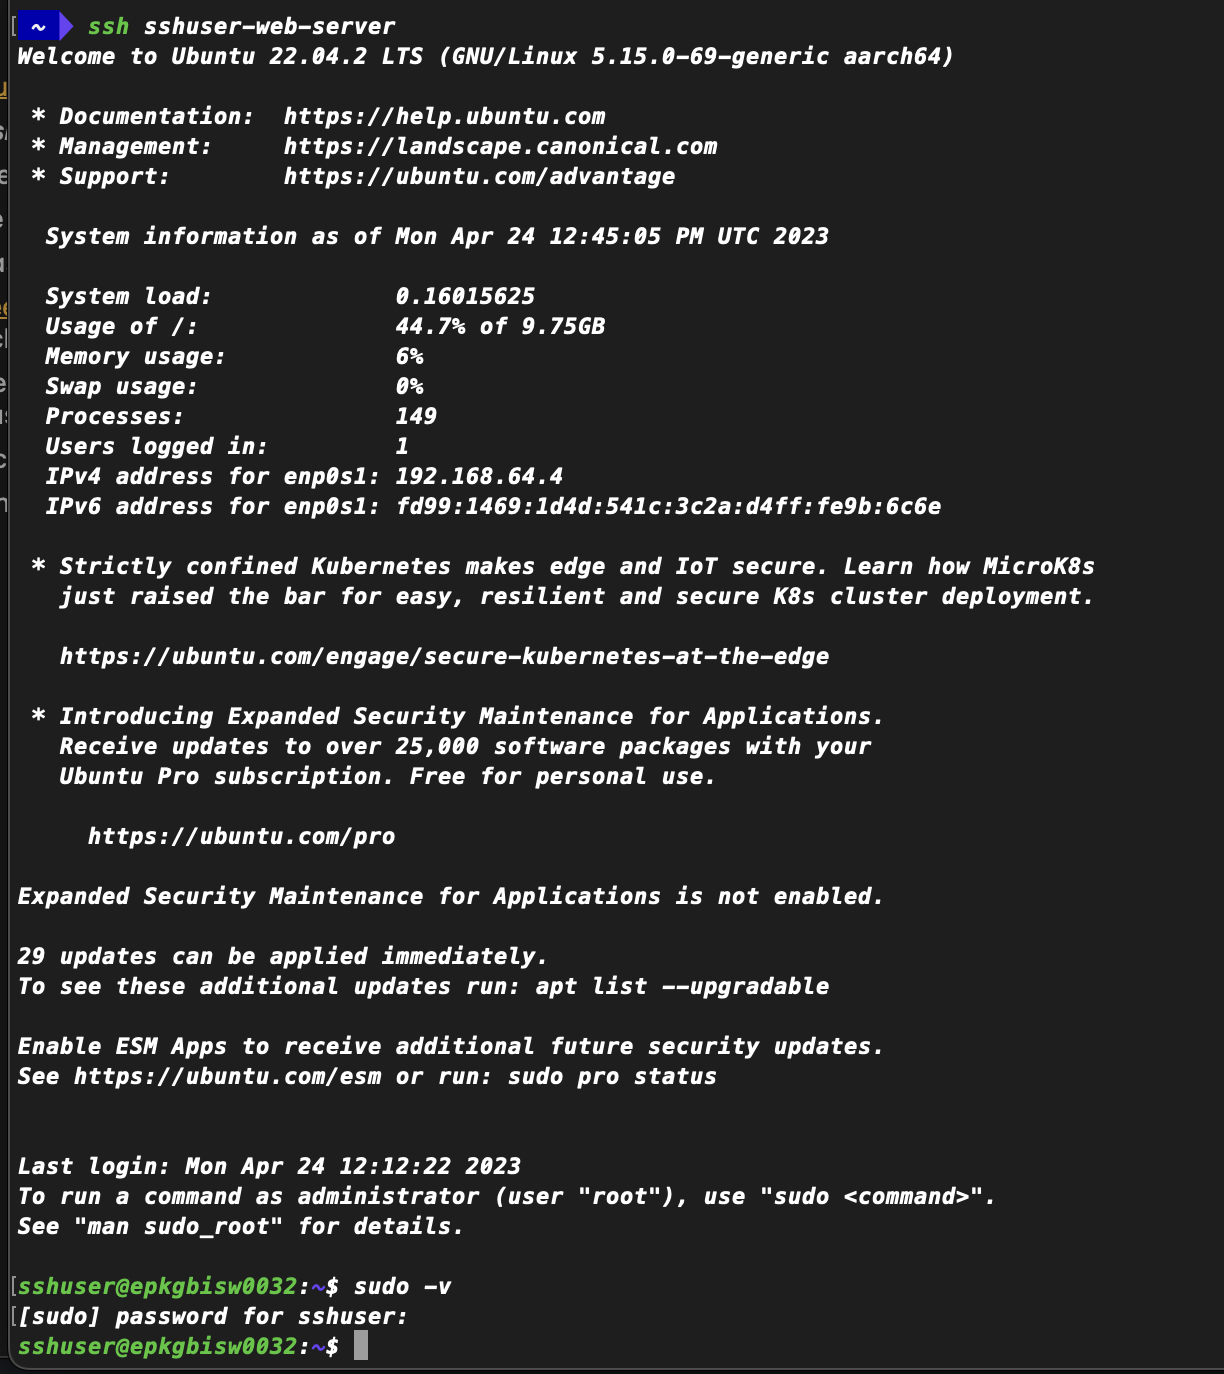 ~ ssh sshuser-web-server
Welcome to Ubuntu 22.04.2 LTS (GNU/Linux 5.15.0-69-generic aarch64)
* Documentation:  https://help.ubuntu.com
* Management:     https://landscape.canonical.com
* Support:        https://ubuntu.com/advantage
System information as of Mon Apr 24 12:45:05 PM UTC 2023
System load:             0.16015625
Usage of /:              44.7% of 9.75GB
Memory usage:            6%
Swap usage:              0%
Processes:               149
Users logged in:         1
IPv4 address for enp0s1: 192.168.64.4
IPv6 address for enp0s1: fd99:1469:1d4d:541c:3c2a:d4ff:fe9b:6c6e
* Strictly confined Kubernetes makes edge and IoT secure. Learn how MicroK8s
just raised the bar for easy, resilient and secure K8s cluster deployment.
https://ubuntu.com/engage/secure-kubernetes-at-the-edge
* Introducing Expanded Security Maintenance for Applications.
Receive updates to over 25,000 software packages with your
Ubuntu Pro subscription. Free for personal use.
https://ubuntu.com/pro
Expanded Security Maintenance for Applications is not enabled.
29 updates can be applied immediately.
To see these additional updates run: apt list --upgradable
Enable ESM Apps to receive additional future security updates.
See https://ubuntu.com/esm or run: sudo pro status
Last login: Mon Apr 24 12:12:22 2023
To run a command as administrator (user "root"), use "sudo <command>".
See "man sudo_root" for details.
[sshuser@epkgbisw0032:~$ sudo -v
[[sudo] password for sshuser:
sshuser@epkgbisw0032:~$